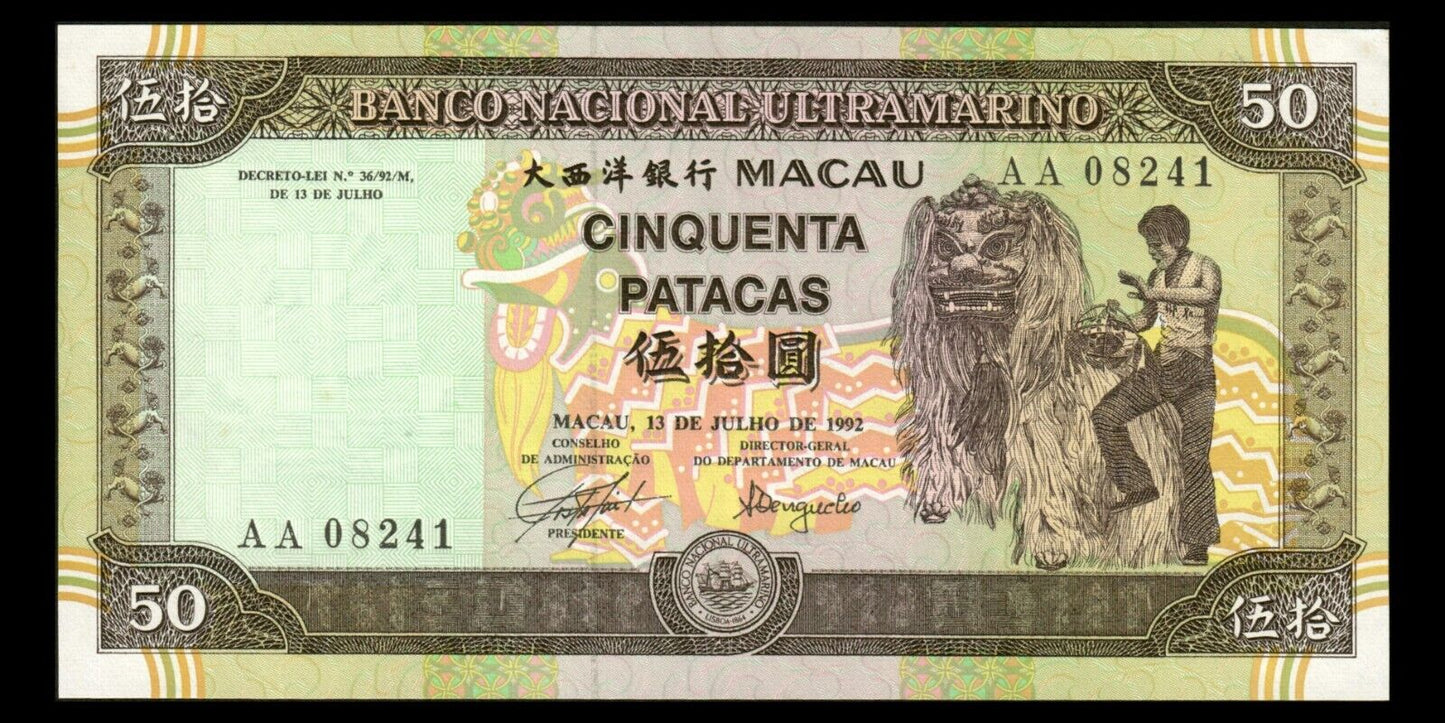 伍拾
BANCO NACIONAL ULTRAMARINO
50
DECRETO-LEI N.º 36/92/M,
DE 13 DE JULHO
大西洋銀行 MACAU
AA 08241
CINQUENTA
PATACAS
伍拾圓
MACAU, 13 DE JULHO DE 1992
CONSELHO
DE ADMINISTRAÇÃO
DIRECTOR-GERAL
DO DEPARTAMENTO DE MACAU
PRESIDENTE
AA 08241
50
BANCO NACIONAL ULTRAMARINO
LISBOA-1864
伍拾